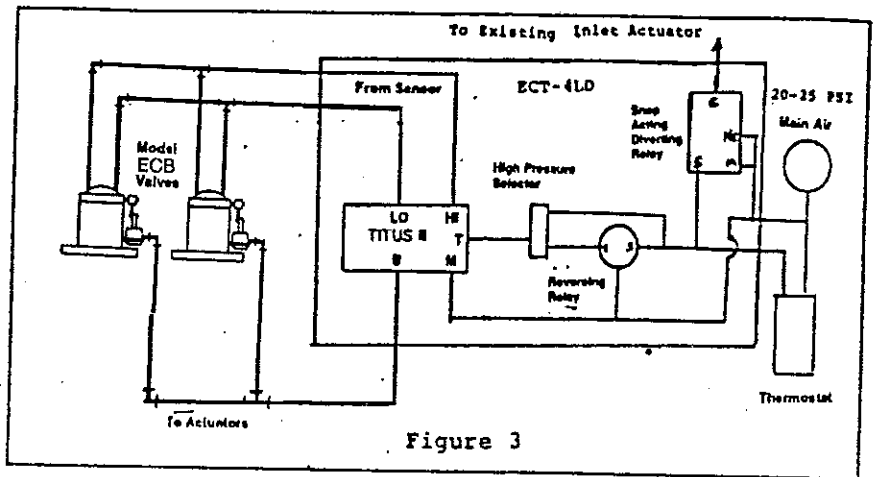 To Existing Inlet Actuator
From Sensor
ECT-4LD
20-25 PSI
Main Air
Snap
Acting
Diverting
Relay
C
Nc
S
M
Model
ECB
Valves
High Pressure
Selector
LO HI
TITUS II
T
B M
S
Reversing
Relay
Thermostat
To Actuators
Figure 3